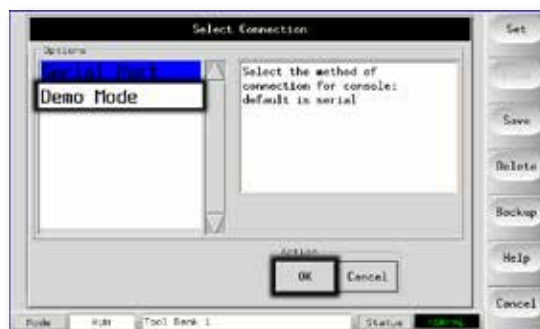 Select Connection
Options
Serial Port
Demo Mode
Select the method of
connection for console:
default is serial
Action
OK
Cancel
Set
Save
Delete
Backup
Help
Cancel
Mode
RUN
Tool Bank 1
Status